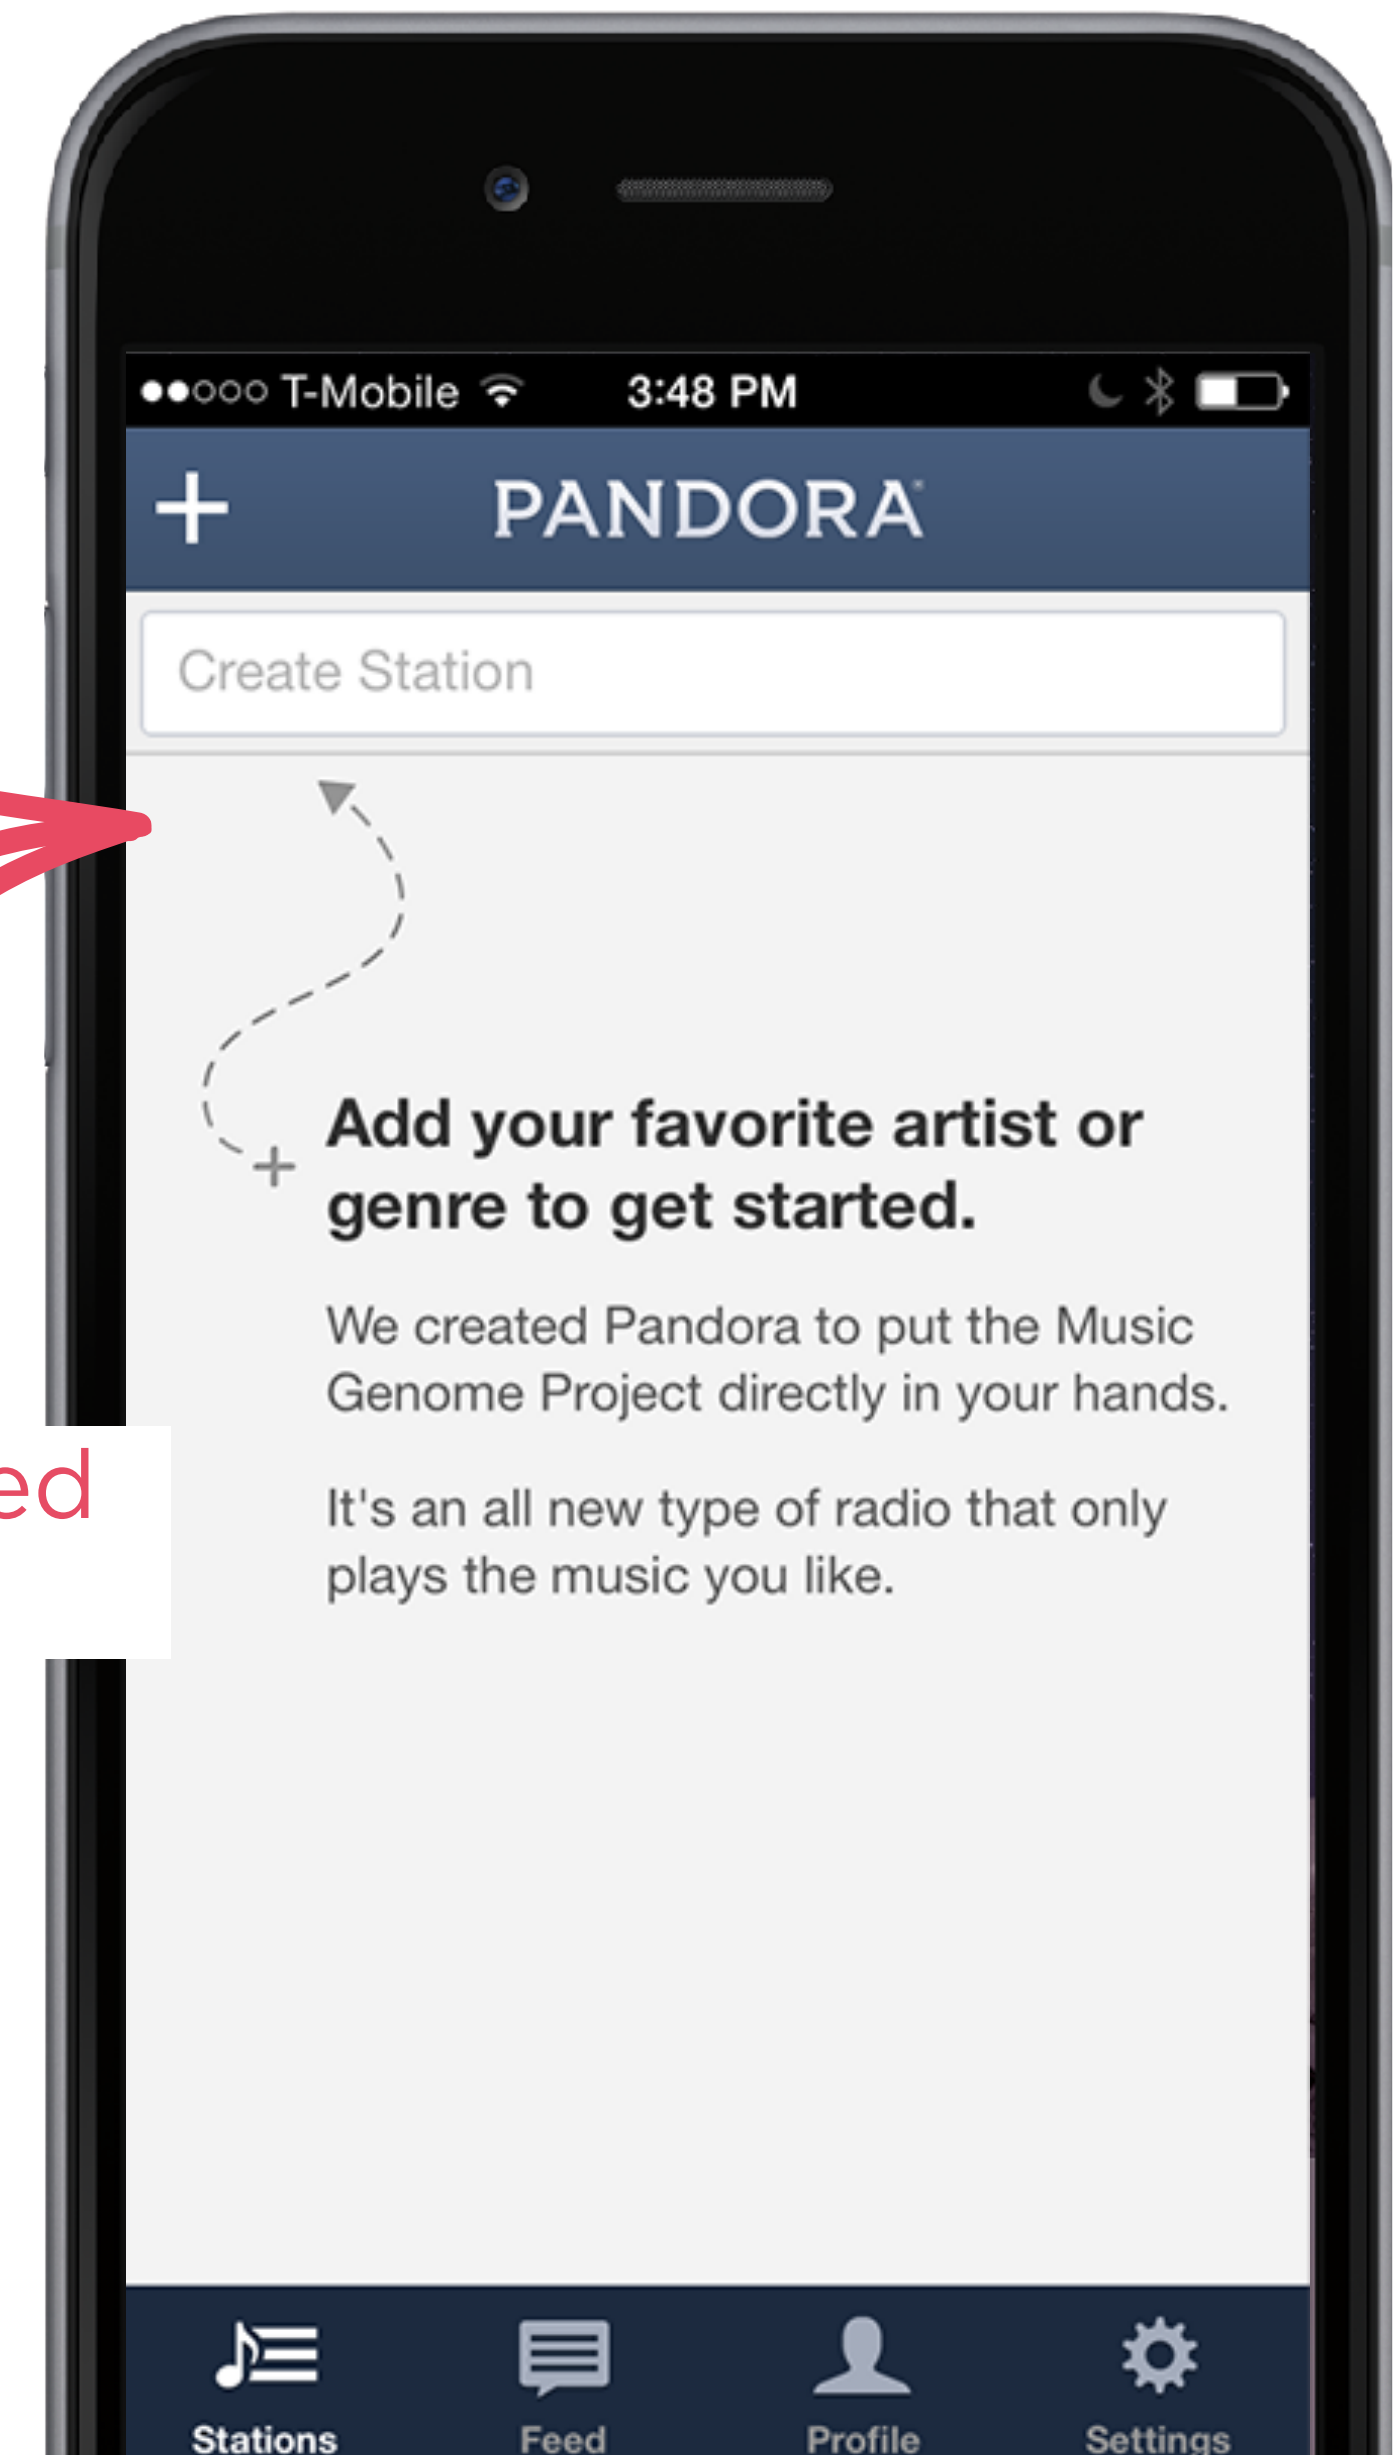 T-Mobile 3:48 PM
PANDORA
Create Station
Add your favorite artist or
genre to get started.
We created Pandora to put the Music
Genome Project directly in your hands.
ed
It's an all new type of radio that only
plays the music you like.
Stations Feed Profile Settings